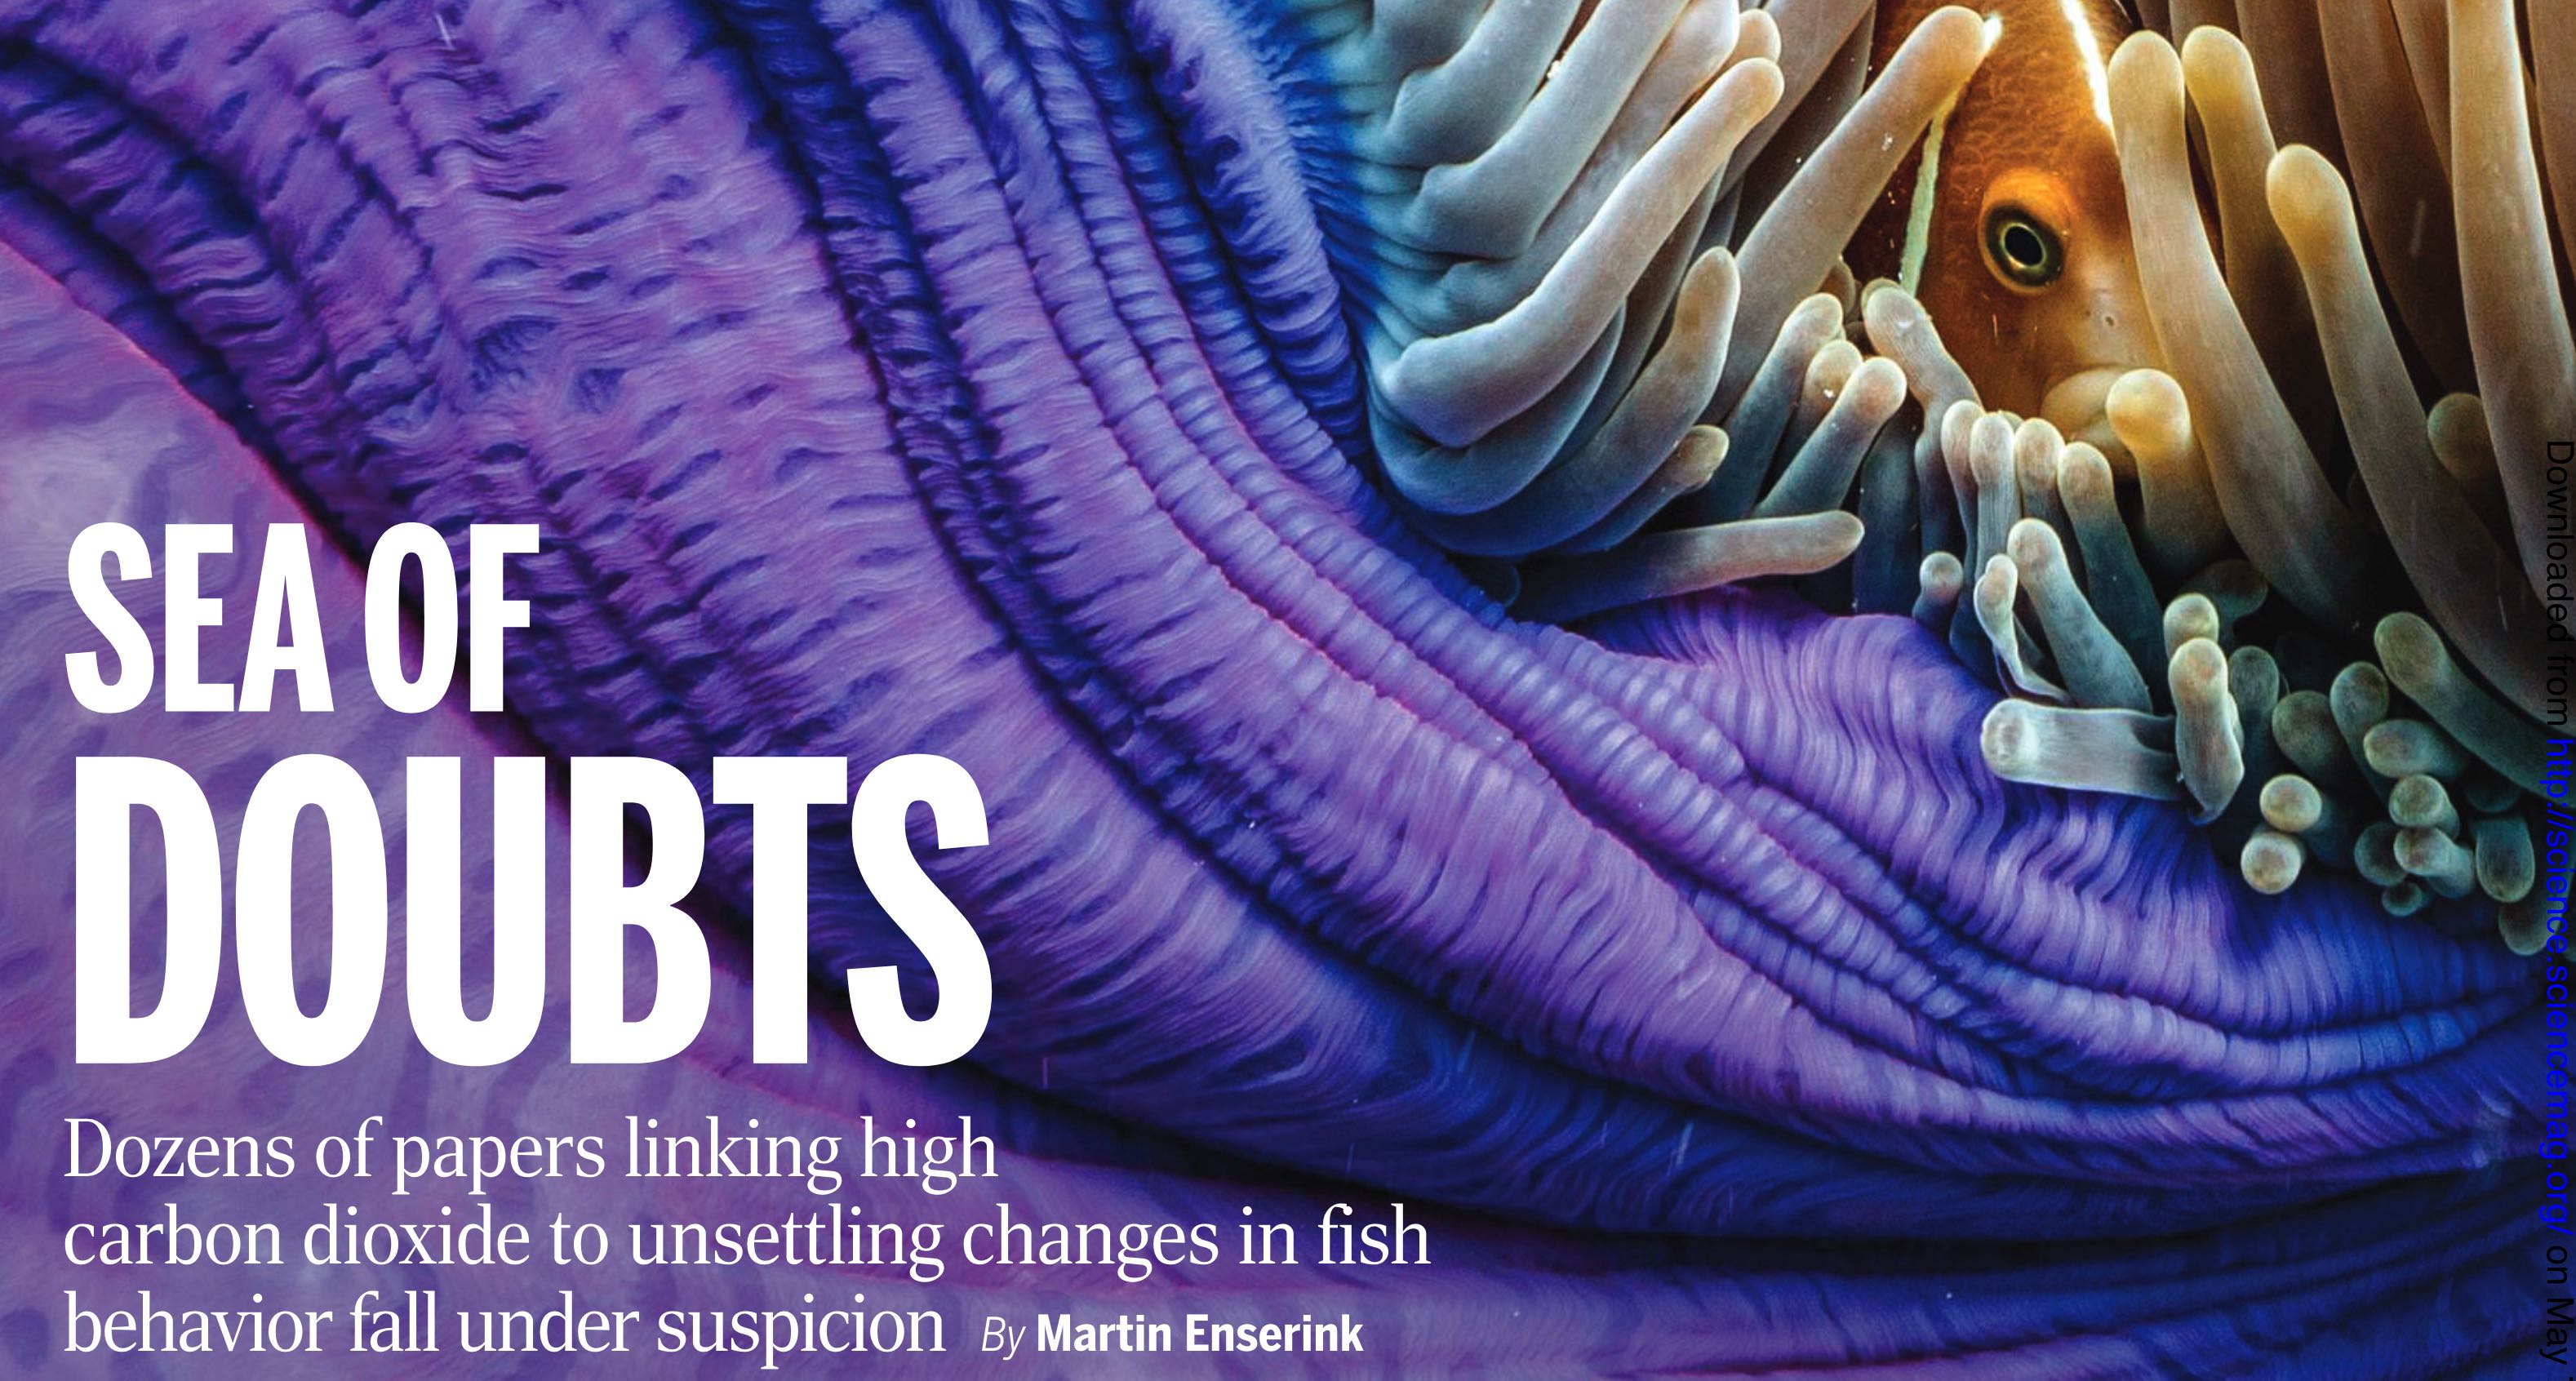 SEA OF
DOUBTS
Dozens of papers linking high
carbon dioxide to unsettling changes in fish
behavior fall under suspicion By Martin Enserink
Downloaded from http://science.sciencemag.org/ on May